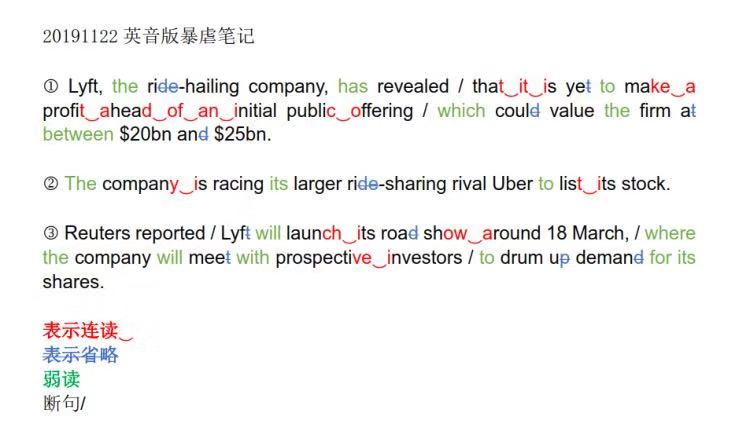 20191122 英音版暴虐笔记
① Lyft, the ride-hailing company, has revealed / that‿it‿is yet to make‿a
profit‿ahead‿of‿an‿initial public‿offering / which could value the firm at
between $20bn and $25bn.
② The company‿is racing its larger ride-sharing rival Uber to list‿its stock.
③ Reuters reported / Lyft will launch‿its road show‿around 18 March, / where
the company will meet with prospective‿investors / to drum up demand for its
shares.
表示连读‿
表示省略
弱读
断句/